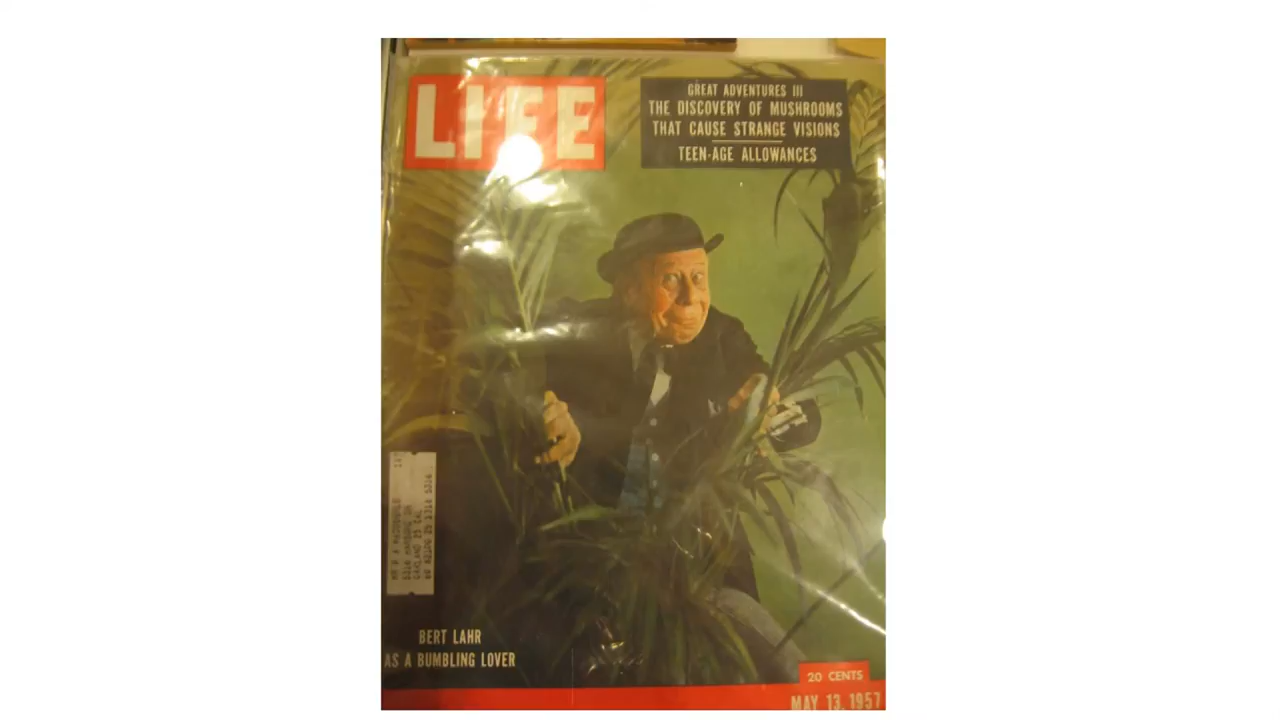 LIFE
GREAT ADVENTURES III
THE DISCOVERY OF MUSHROOMS
THAT CAUSE STRANGE VISIONS
TEEN-AGE ALLOWANCES
BERT LAHR
AS A BUMBLING LOVER
20 CENTS
MAY 13, 1957